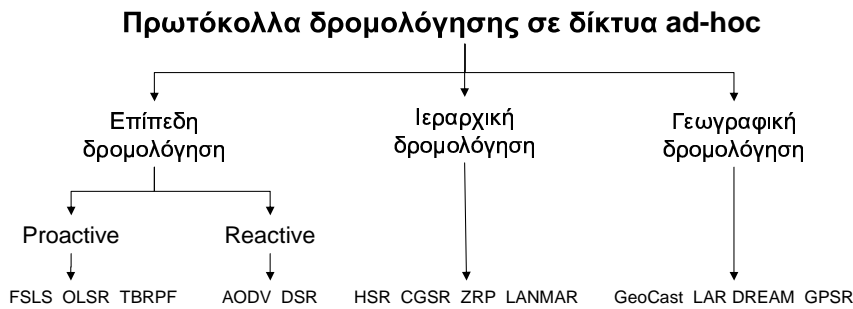 Πρωτόκολλα δρομολόγησης σε δίκτυα ad-hoc
Επίπεδη
δρομολόγηση
Ιεραρχική
δρομολόγηση
Γεωγραφική
δρομολόγηση
Proactive
Reactive
FSLS OLSR TBRPF
AODV DSR
HSR CGSR ZRP LANMAR
GeoCast LAR DREAM GPSR